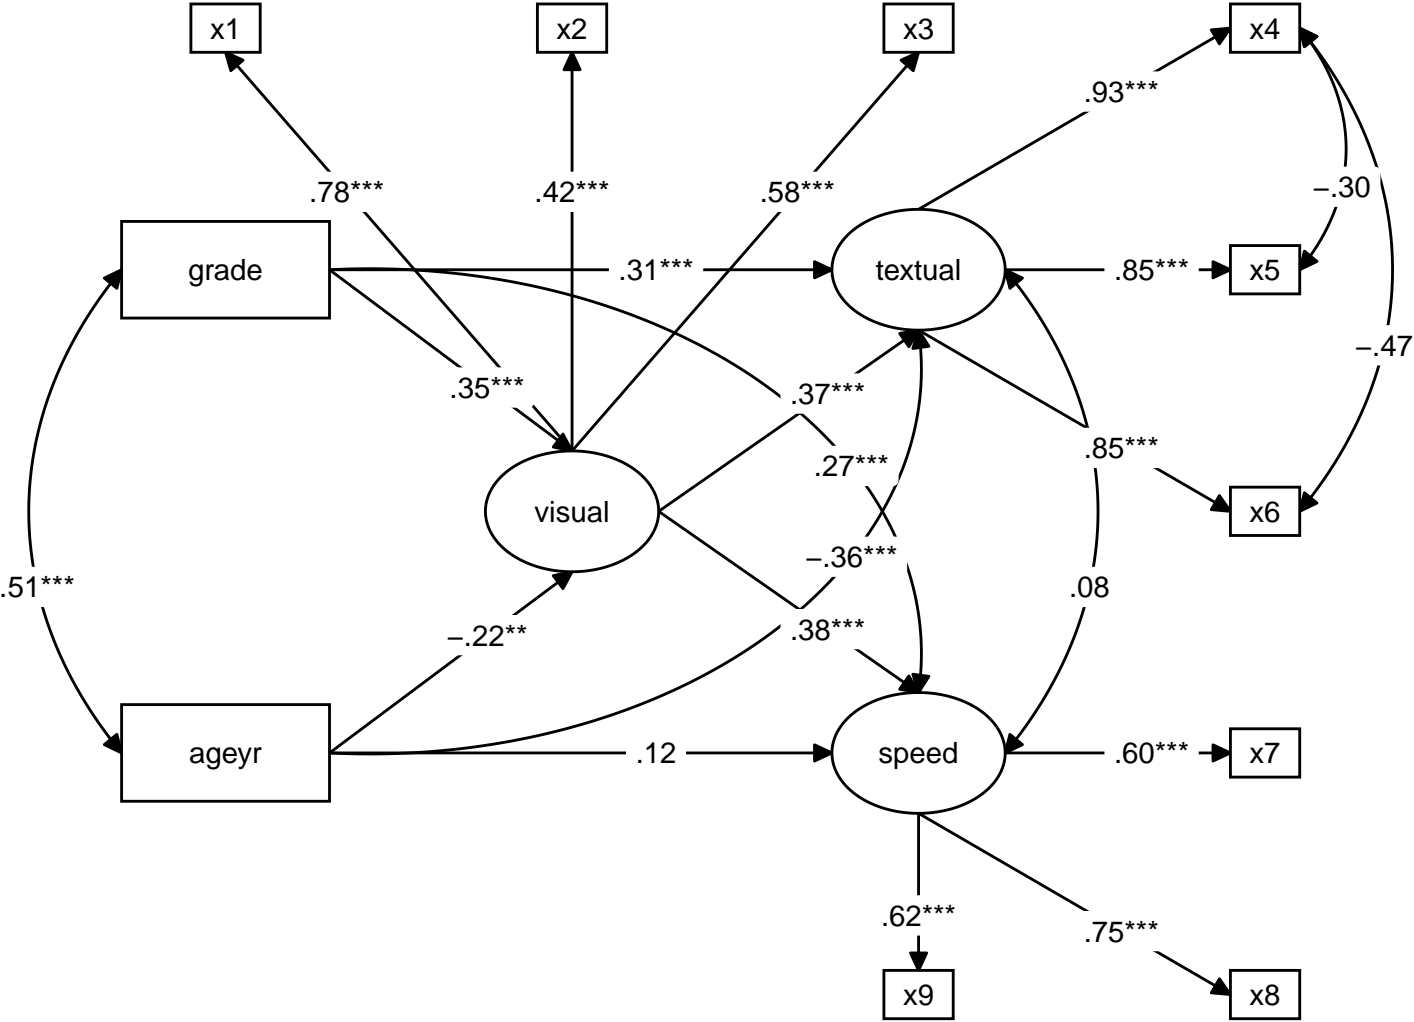 x1 x2 x3 x4
.93***
.78*** .42*** .58*** −.30
grade .31*** textual .85*** x5
−.47
.35*** .37***
.85***
.27***
visual x6
−.36***
.51*** .08
−.22** .38***
ageyr .12 speed .60*** x7
.62*** .75***
x9 x8